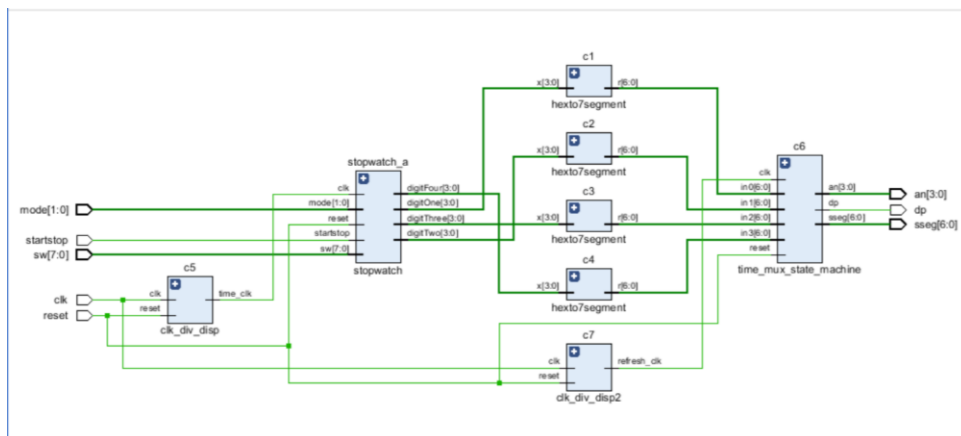 c1
x[3:0] r[6:0]
hexto7segment
c2
x[3:0] r[6:0]
hexto7segment
c6
stopwatch_a
clk
clk digitFour[3:0]
in0[6:0] an[3:0]
c3
mode[1:0] mode[1:0] digitOne[3:0]
in1[6:0] dp an[3:0]
reset digitThree[3:0] x[3:0] r[6:0] in2[6:0] sseg[6:0] dp
startstop startstop digitTwo[3:0] hexto7segment in3[6:0] sseg[6:0]
sw[7:0] sw[7:0] reset
stopwatch time_mux_state_machine
c5 c4
clk clk time_clk x[3:0] r[6:0]
reset reset hexto7segment
clk_div_disp
c7
clk refresh_clk
reset
clk_div_disp2